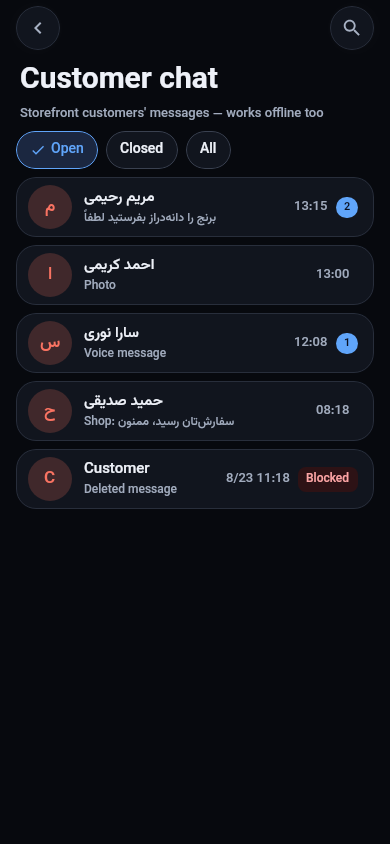 Customer chat
Storefront customers' messages — works offline too
Open Closed All
م
مریم رحیمی
برنج را دانه‌دراز بفرستید لطفاً
13:15 2
ا
احمد کریمی
Photo
13:00
س
سارا نوری
Voice message
12:08 1
ح
حمید صدیقی
Shop: سفارش‌تان رسید، ممنون
08:18
C
Customer
Deleted message
8/23 11:18 Blocked